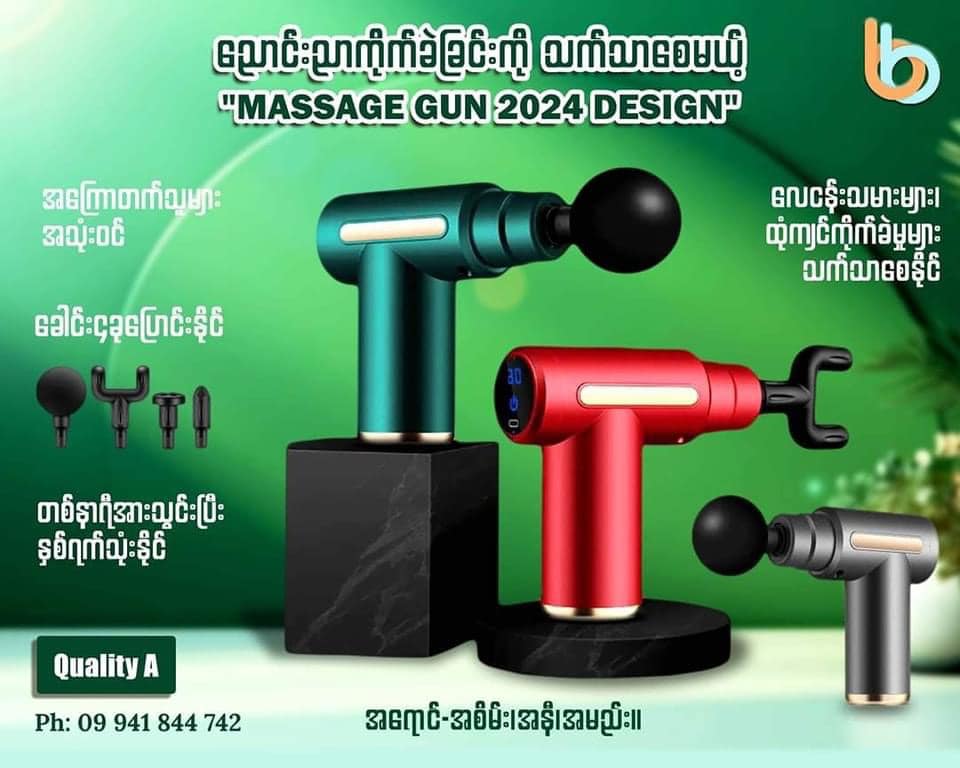 ညောင်းညာကိုက်ခဲခြင်းကို သက်သာစေမယ့်
"MASSAGE GUN 2024 DESIGN"
အကြောတက်သူများ
အသုံးဝင်
ခေါင်း၄ခုပြောင်းနိုင်
တစ်နာရီအားသွင်းပြီး
နှစ်ရက်သုံးနိုင်
လေငန်းသမားများ၊
ထုံကျင်ကိုက်ခဲမှုများ
သက်သာစေနိုင်
30
Quality A
Ph: 09 941 844 742
အရောင်-အစိမ်း၊အနီ၊အမည်း။